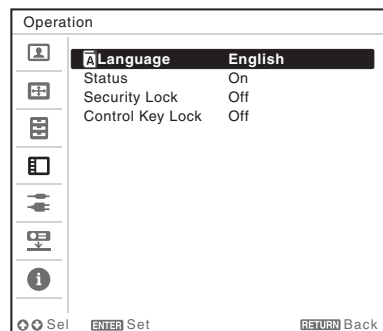 Operation
Language English
Status On
Security Lock Off
Control Key Lock Off
Sel ENTER Set RETURN Back